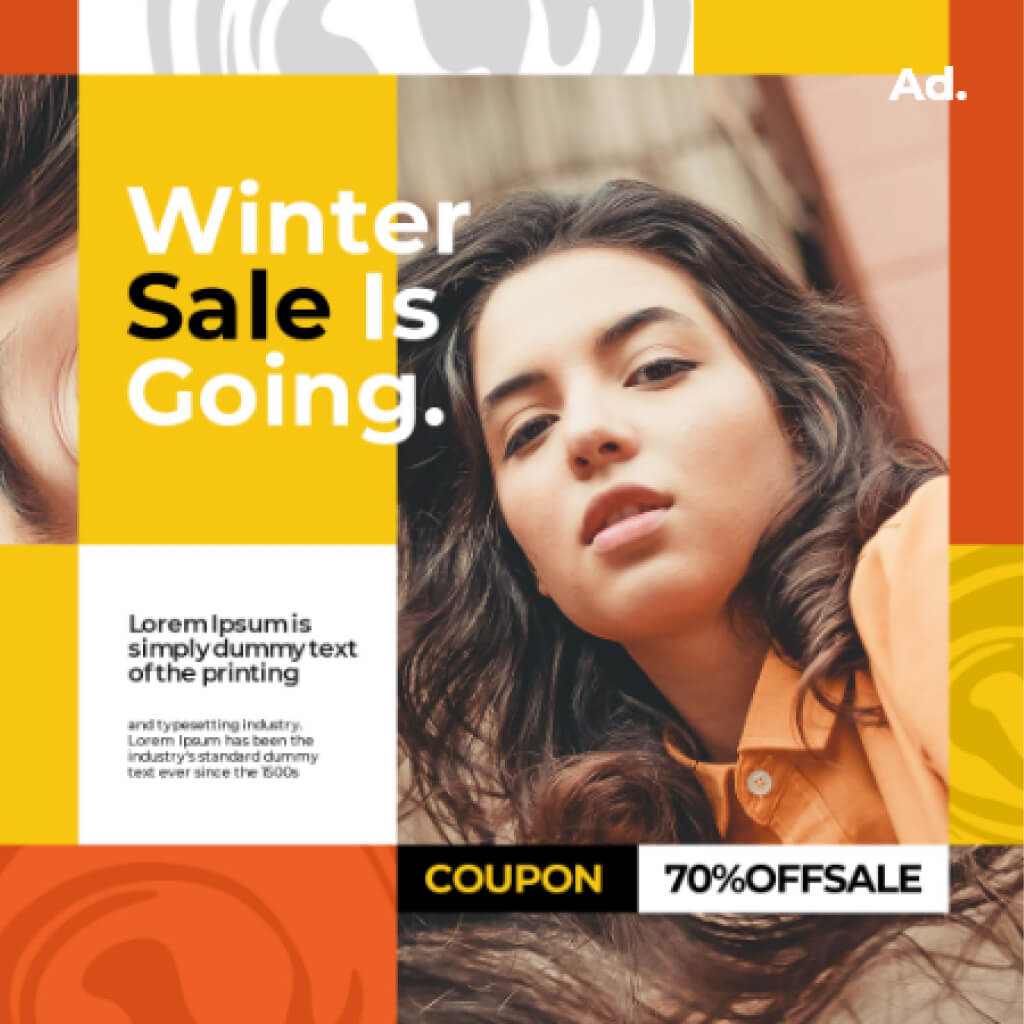 Ad.
Winter
Sale Is
Going.
Lorem Ipsum is
simply dummy text
of the printing
and typesetting industry.
Lorem Ipsum has been the
industry's standard dummy
text ever since the 1500s
COUPON
70%OFFSALE